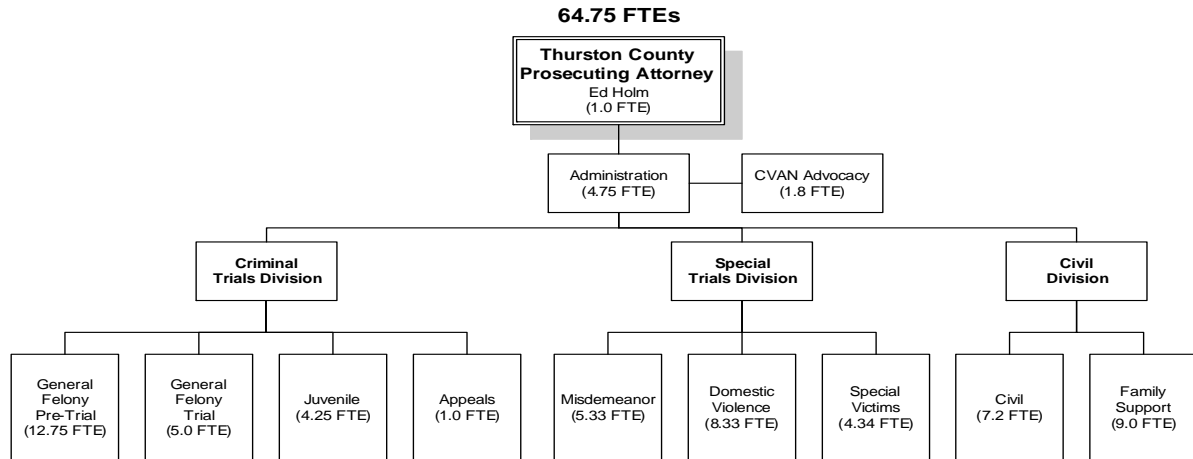 64.75 FTEs
Thurston County
Prosecuting Attorney
Ed Holm
(1.0 FTE)
Administration
(4.75 FTE)
CVAN Advocacy
(1.8 FTE)
Criminal
Trials Division
Special
Trials Division
Civil
Division
General
Felony
Pre-Trial
(12.75 FTE)
General
Felony
Trial
(5.0 FTE)
Juvenile
(4.25 FTE)
Appeals
(1.0 FTE)
Misdemeanor
(5.33 FTE)
Domestic
Violence
(8.33 FTE)
Special
Victims
(4.34 FTE)
Civil
(7.2 FTE)
Family
Support
(9.0 FTE)